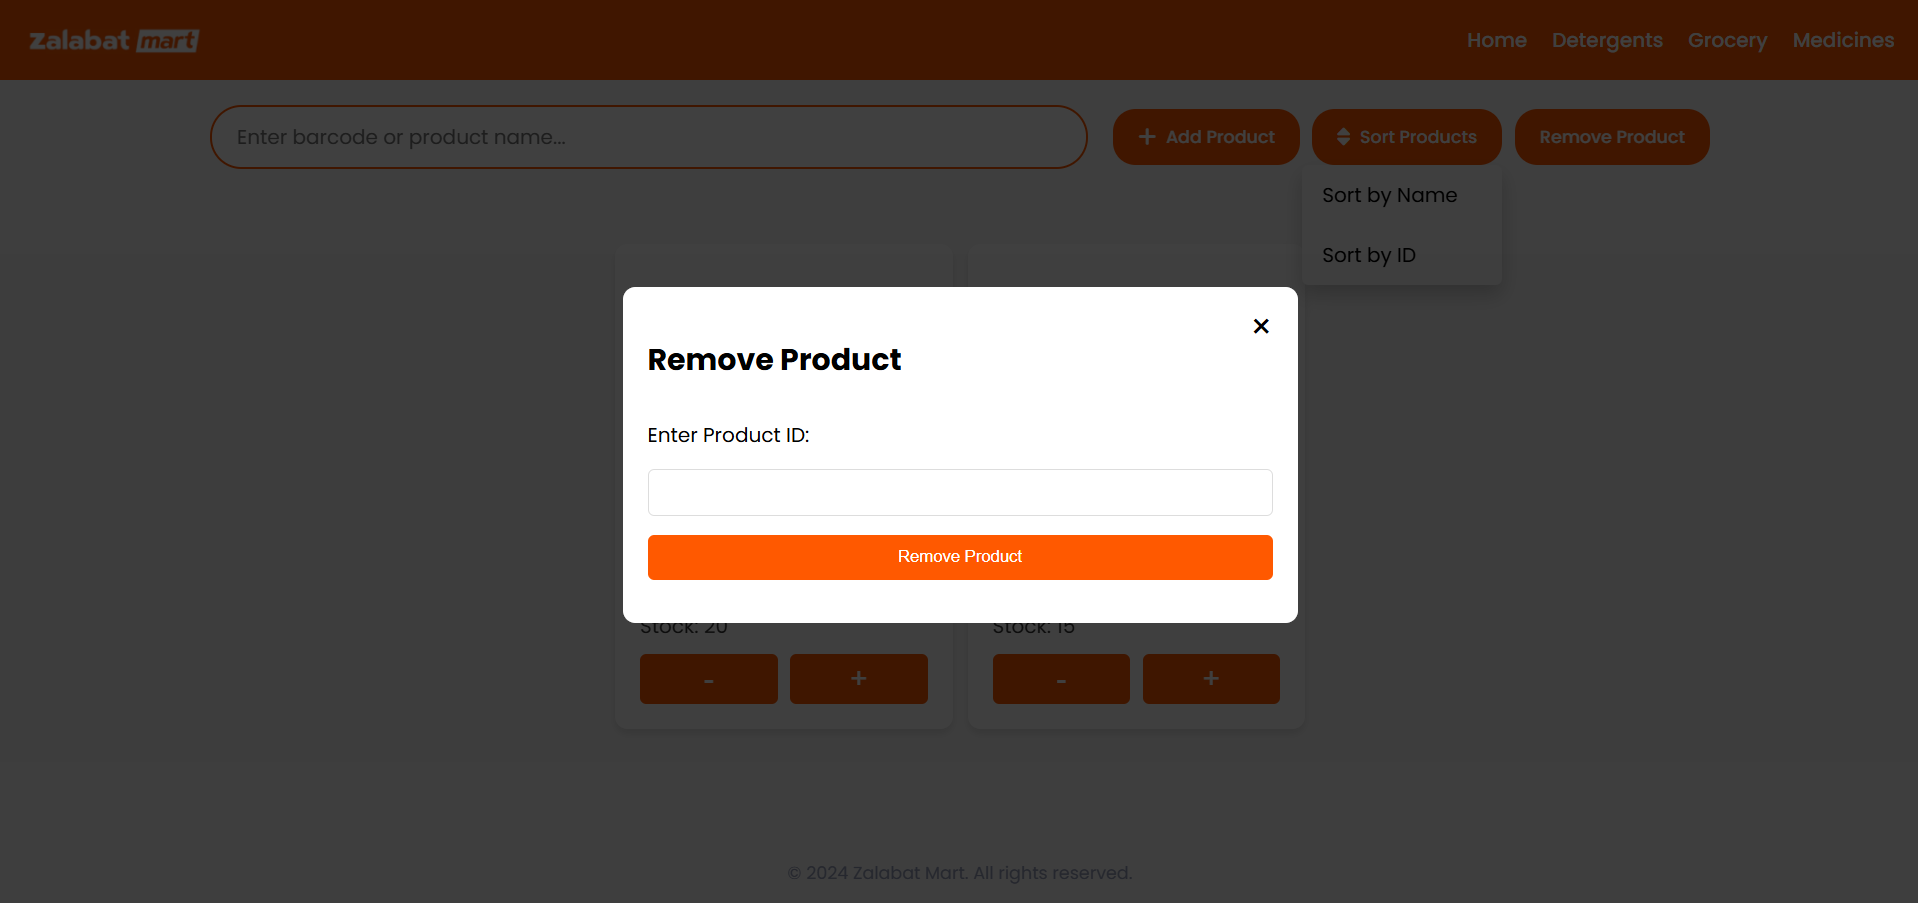 zalabat mart
Home Detergents Grocery Medicines
Enter barcode or product name...
+ Add Product
Sort Products
Remove Product
Sort by Name
Sort by ID
×
Remove Product
Enter Product ID:
Remove Product
Stock: 20
Stock: 15
- +
- +
© 2024 Zalabat Mart. All rights reserved.